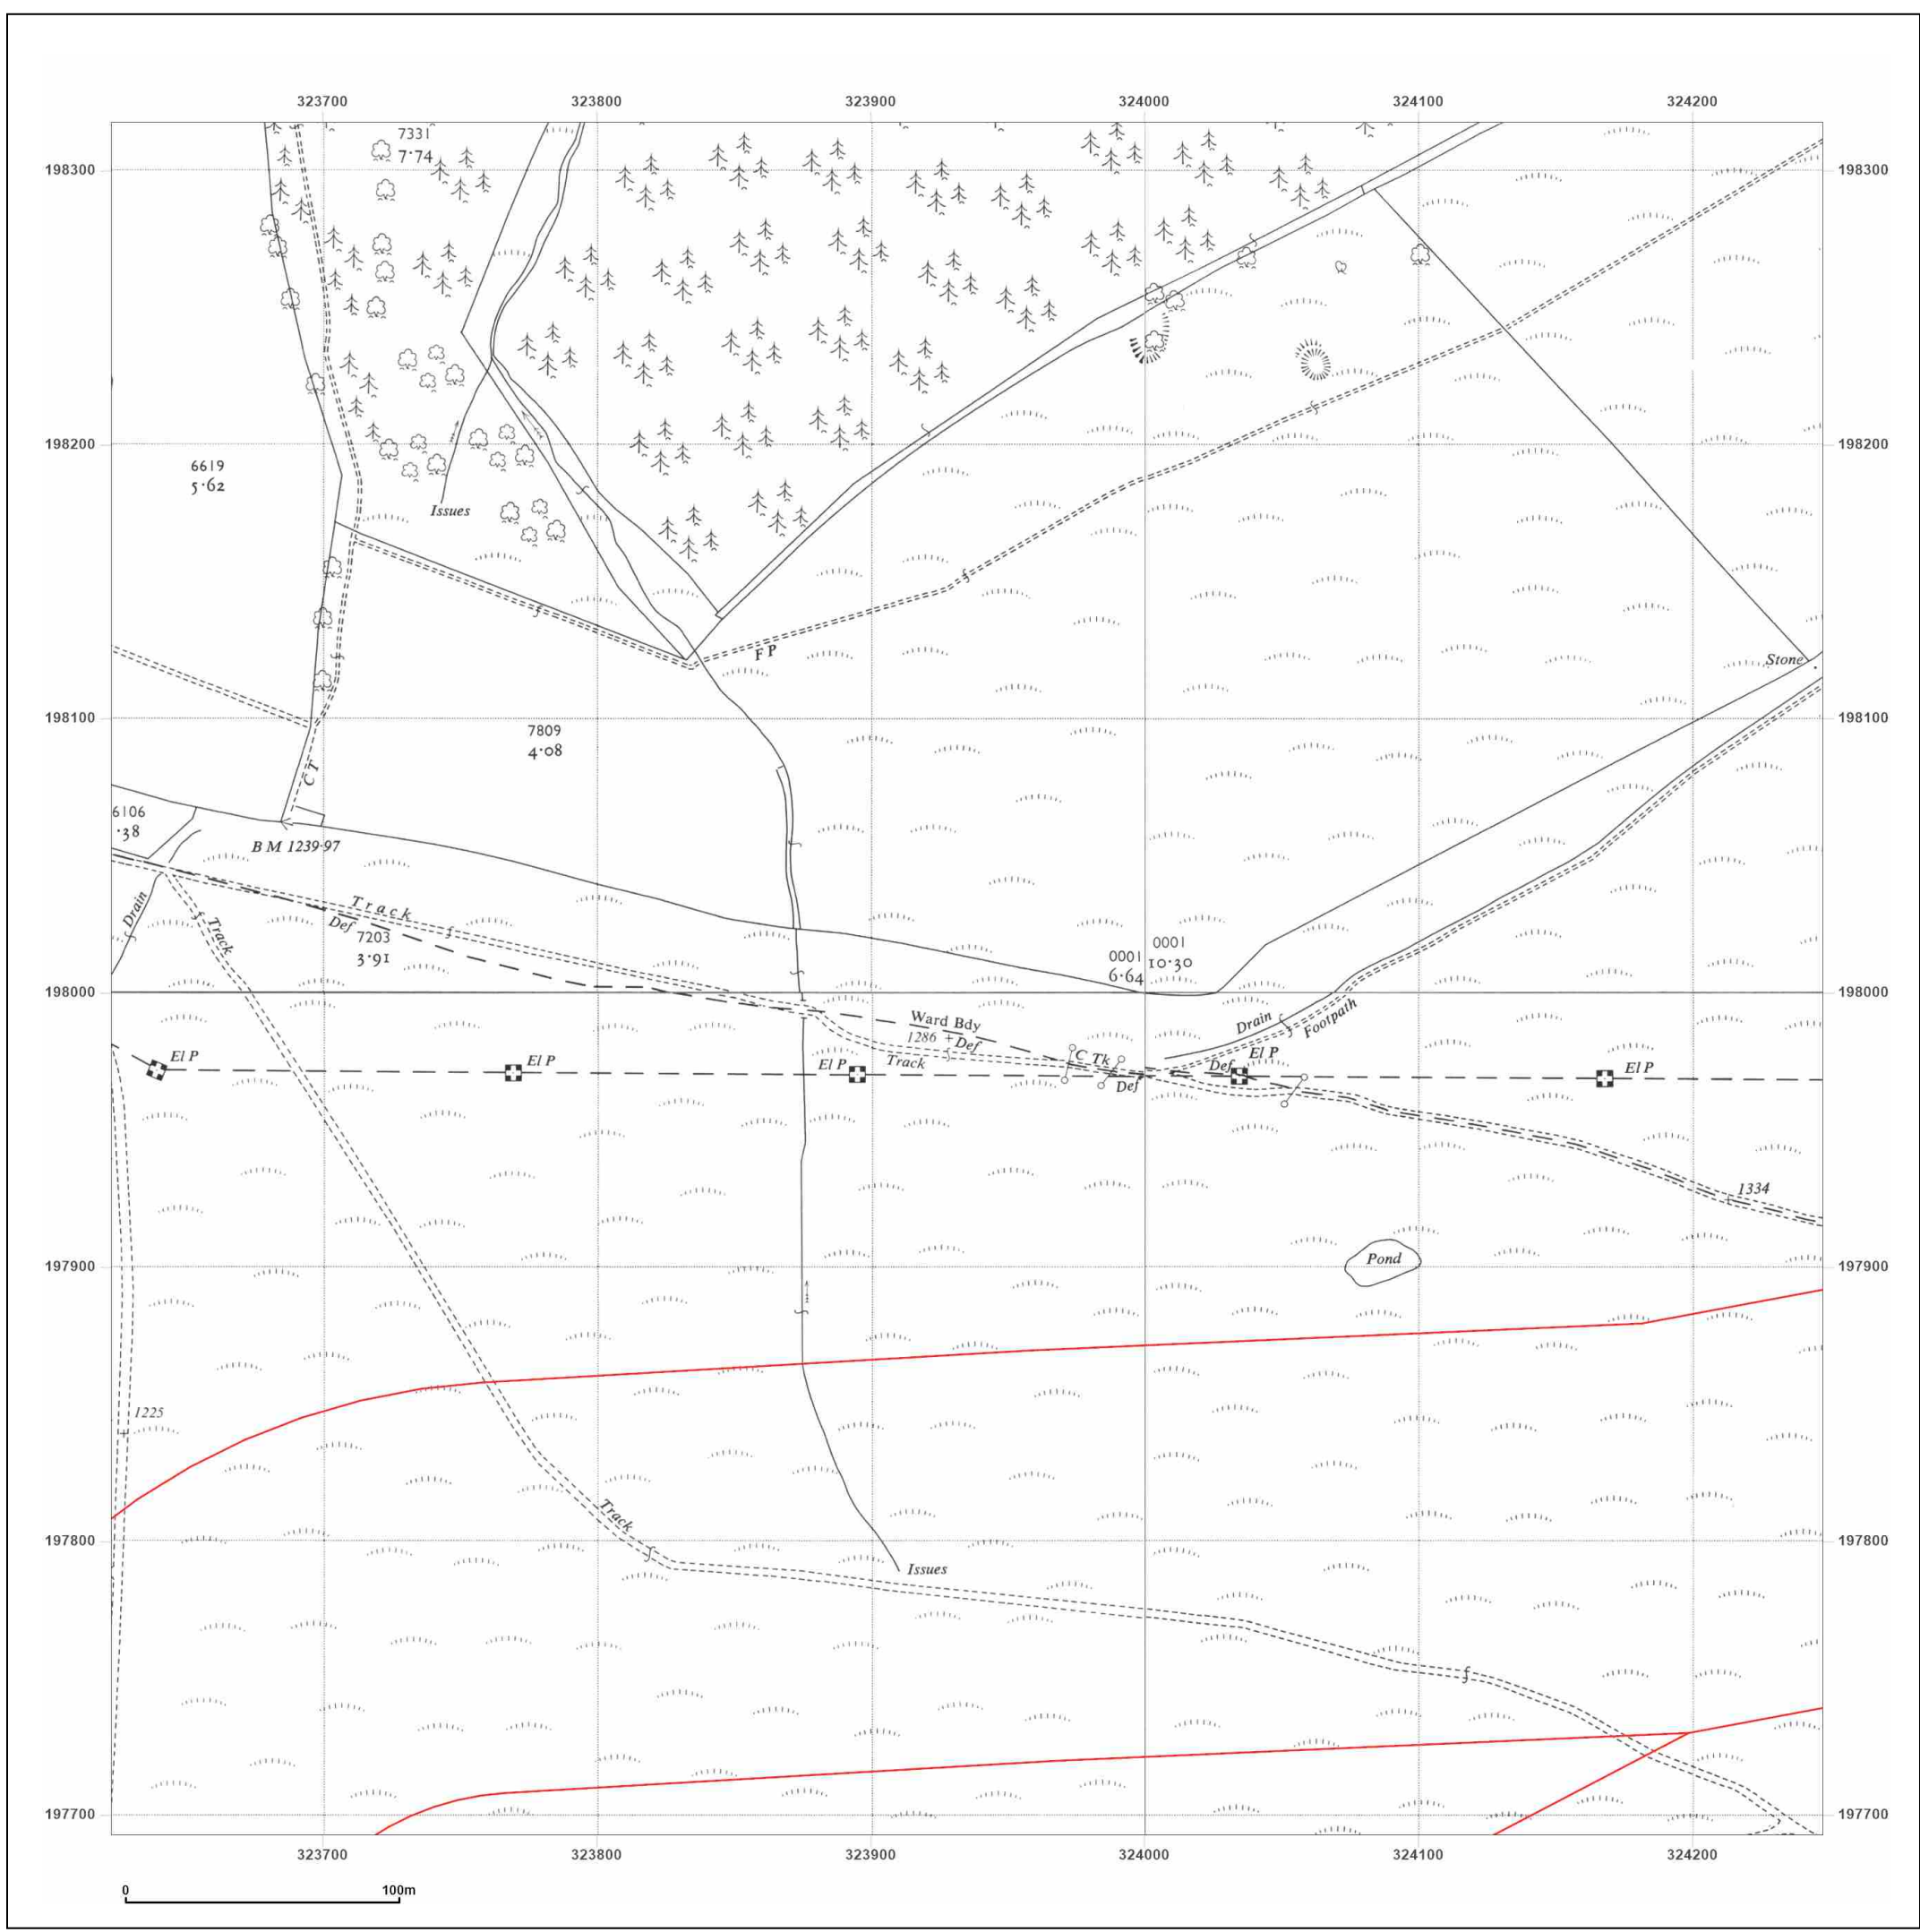 323700 323800 323900 324000 324100 324200
7331
7·74
198300 198300
198200 198200
6619
5·62
Issues
F P
Stone
198100 198100
7809
4·08
C T
6106
·38
B M 1239·97
Drain
Track
Track
Def
7203
3·91
0001 0001
6·64 10·30
198000 198000
Ward Bdy
1286 + Def
Drain
Footpath
El P
El P
El P
Track
C Tk
Def
Def
El P
El P
1334
Pond
197900 197900
1225
Track
197800 197800
Issues
197700 197700
323700 323800 323900 324000 324100 324200
0 100m